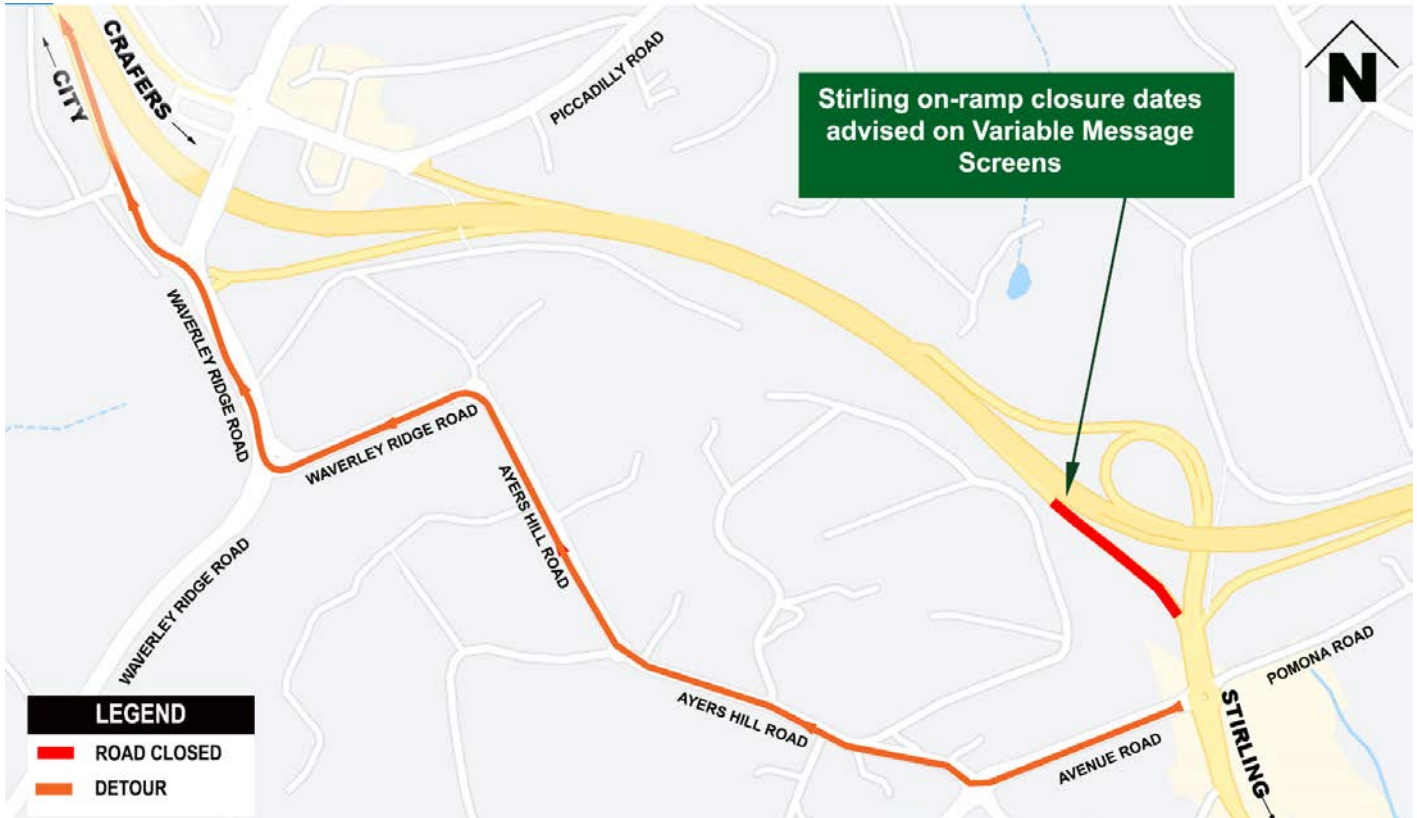 CITY
CRAFERS
PICCADILLY ROAD
N
Stirling on-ramp closure dates
advised on Variable Message
Screens
WAVERLEY RIDGE ROAD
WAVERLEY RIDGE ROAD
AYERS HILL ROAD
WAVERLEY RIDGE ROAD
AYERS HILL ROAD
AVENUE ROAD
POMONA ROAD
STIRLING
LEGEND
ROAD CLOSED
DETOUR